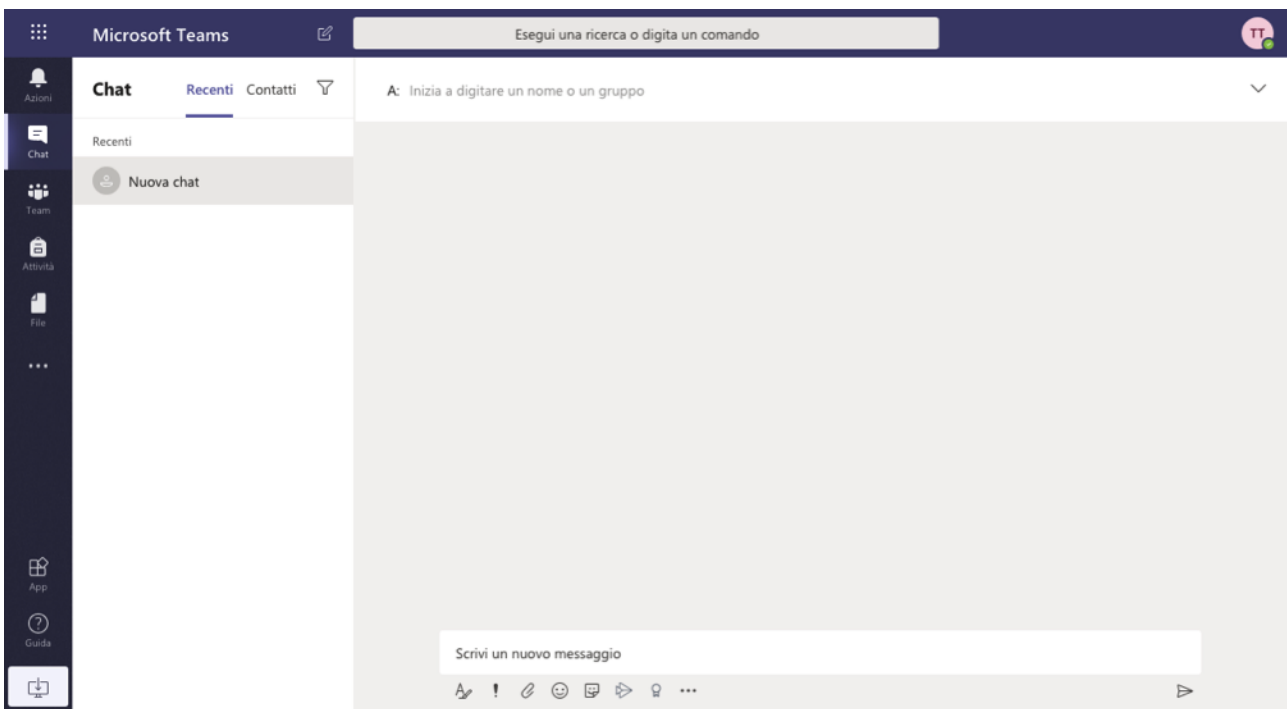 Microsoft Teams
Esegui una ricerca o digita un comando
TT
Azioni
Chat
Team
Attività
File
App
Guida
Chat
Recenti
Contatti
Recenti
Nuova chat
A: Inizia a digitare un nome o un gruppo
Scrivi un nuovo messaggio